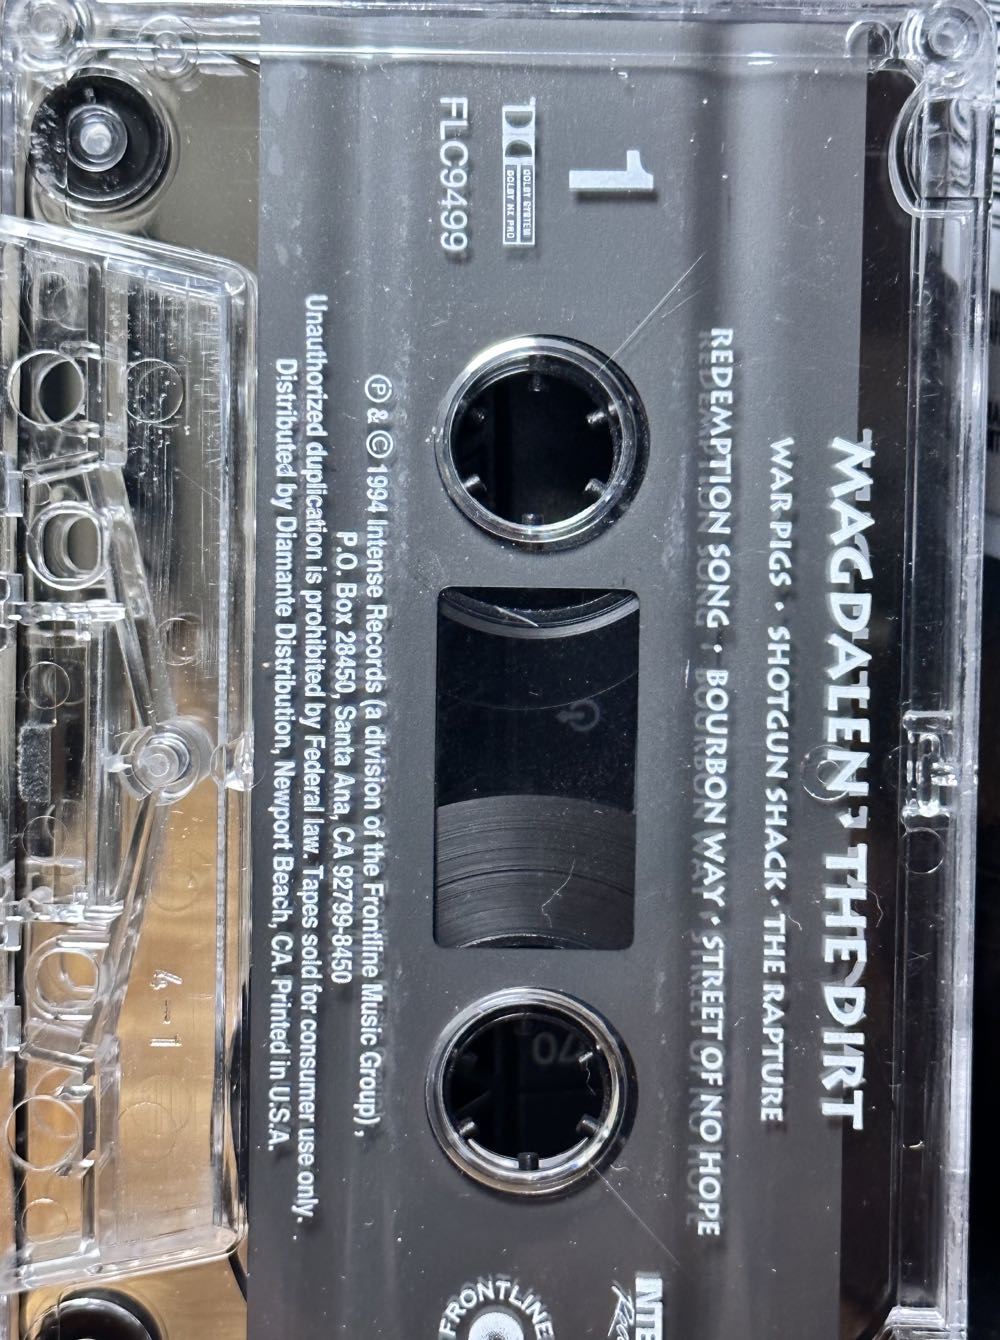 MAGDALEN · THE DIRT
WAR PIGS · SHOTGUN SHACK · THE RAPTURE
REDEMPTION SONG · BOURBON WAY · STREET OF NO HOPE
1
DOLBY SYSTEM
DOLBY HX PRO
FLC9499
70
℗ & © 1994 Intense Records (a division of the Frontline Music Group),
P.O. Box 28450, Santa Ana, CA 92799-8450
Unauthorized duplication is prohibited by Federal law. Tapes sold for consumer use only.
Distributed by Diamante Distribution, Newport Beach, CA. Printed in U.S.A.
FRONTLINE
4-1